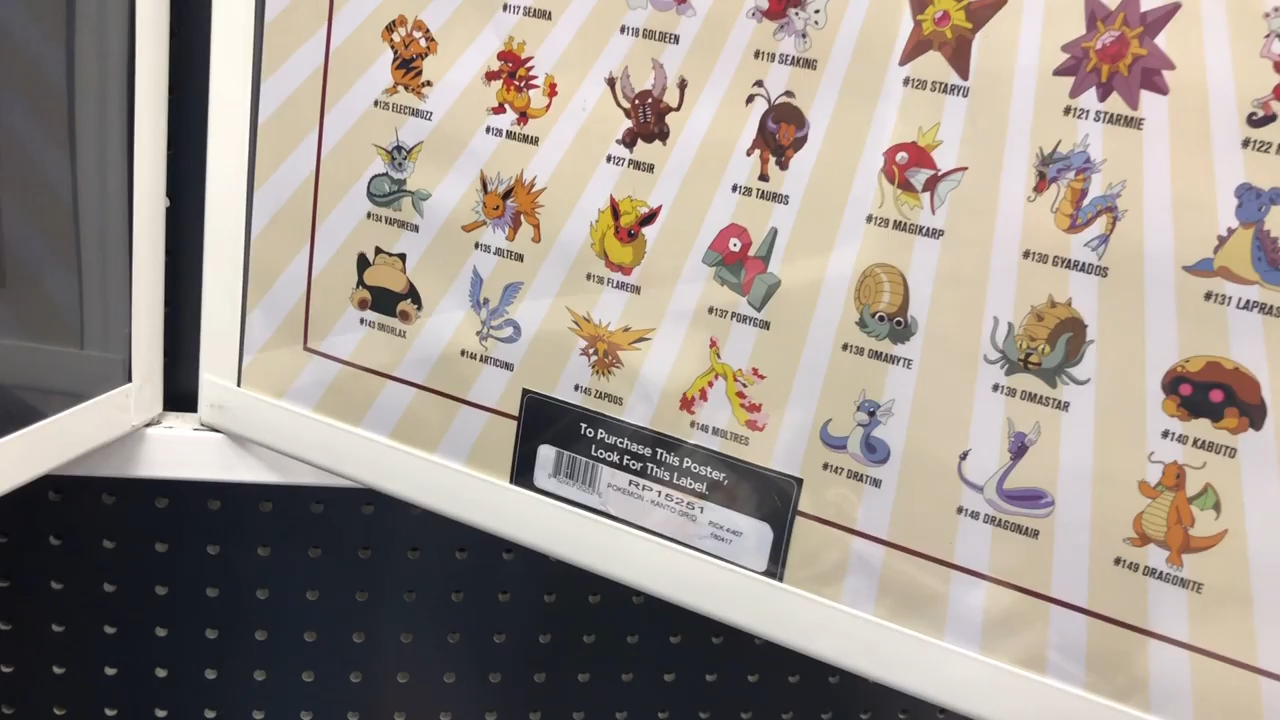 #117 SEADRA
#118 GOLDEEN
#119 SEAKING
#120 STARYU
#121 STARMIE
#122
#125 ELECTABUZZ
#126 MAGMAR
#127 PINSIR
#128 TAUROS
#129 MAGIKARP
#130 GYARADOS
#131 LAPRAS
#134 VAPOREON
#135 JOLTEON
#136 FLAREON
#137 PORYGON
#138 OMANYTE
#139 OMASTAR
#140 KABUTO
#143 SNORLAX
#144 ARTICUNO
#145 ZAPDOS
#146 MOLTRES
#147 DRATINI
#148 DRAGONAIR
#149 DRAGONITE
To Purchase This Poster,
Look For This Label.
RP15251
POKEMON - KANTO GRID